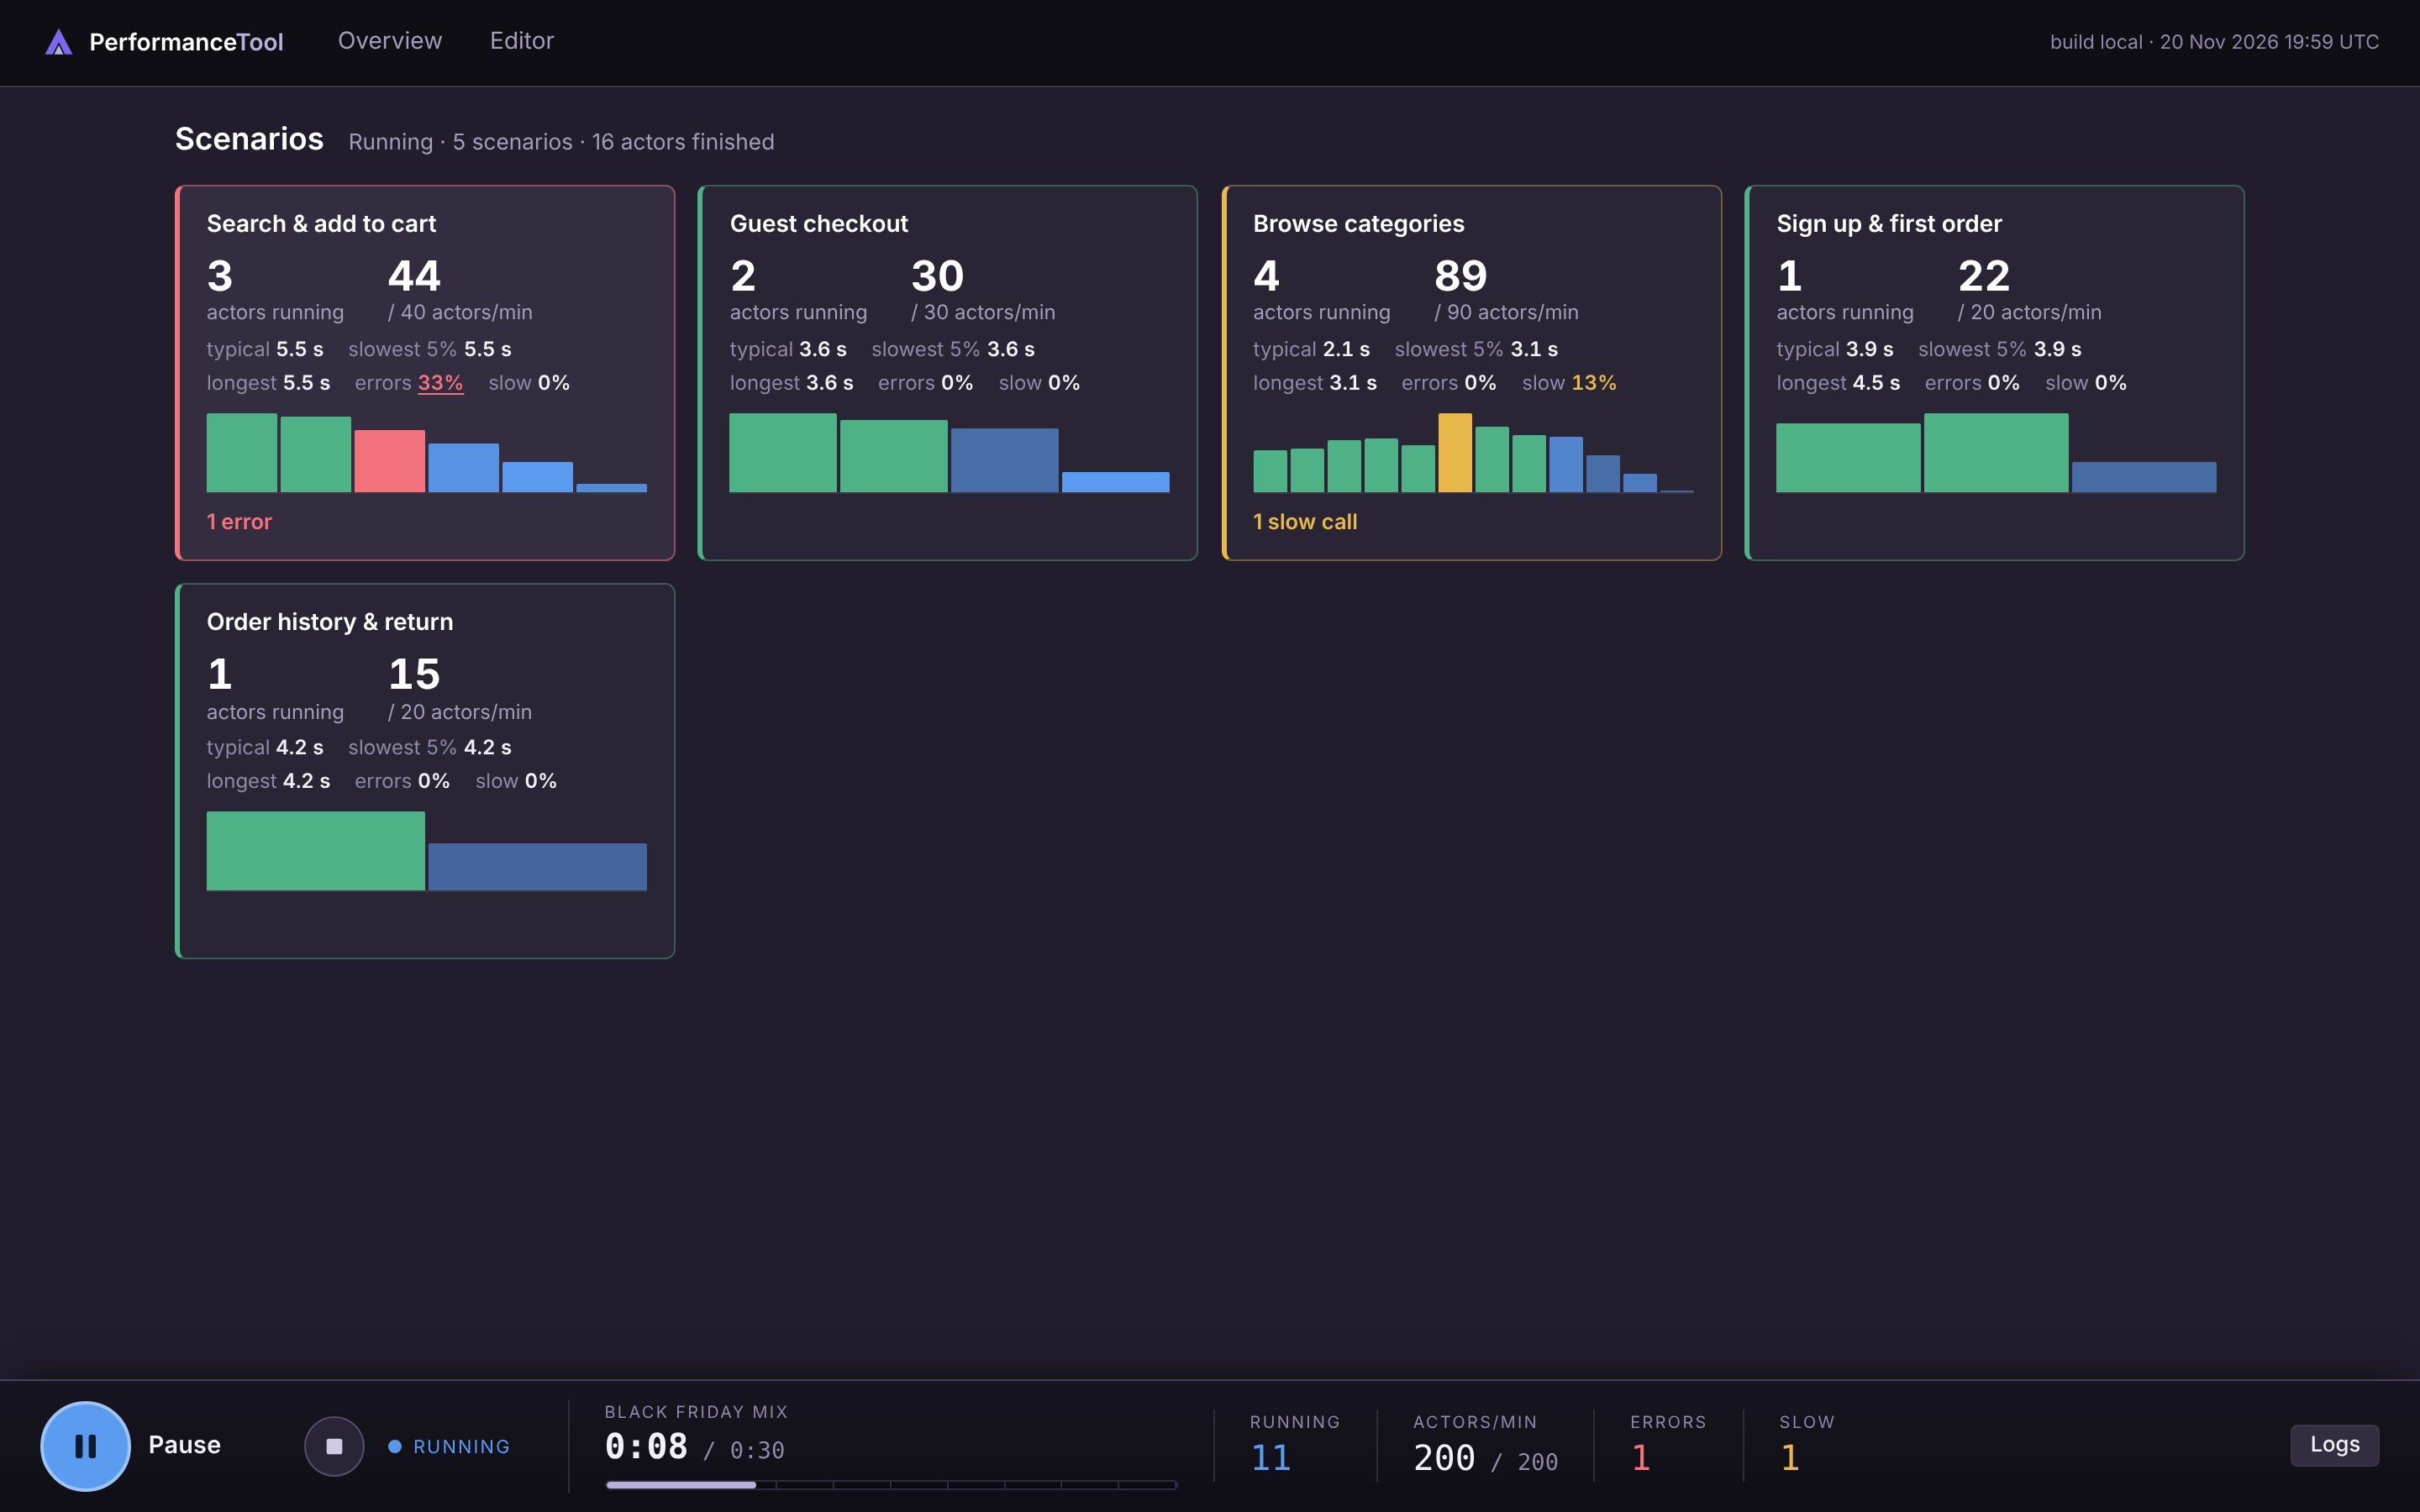 PerformanceTool Overview Editor build local · 20 Nov 2026 19:59 UTC
Scenarios Running · 5 scenarios · 16 actors finished
Search & add to cart
3 44
actors running / 40 actors/min
typical 5.5 s slowest 5% 5.5 s
longest 5.5 s errors 33% slow 0%
1 error
Guest checkout
2 30
actors running / 30 actors/min
typical 3.6 s slowest 5% 3.6 s
longest 3.6 s errors 0% slow 0%
Browse categories
4 89
actors running / 90 actors/min
typical 2.1 s slowest 5% 3.1 s
longest 3.1 s errors 0% slow 13%
1 slow call
Sign up & first order
1 22
actors running / 20 actors/min
typical 3.9 s slowest 5% 3.9 s
longest 4.5 s errors 0% slow 0%
Order history & return
1 15
actors running / 20 actors/min
typical 4.2 s slowest 5% 4.2 s
longest 4.2 s errors 0% slow 0%
Pause
RUNNING
BLACK FRIDAY MIX
0:08 / 0:30
RUNNING
11
ACTORS/MIN
200 / 200
ERRORS
1
SLOW
1
Logs